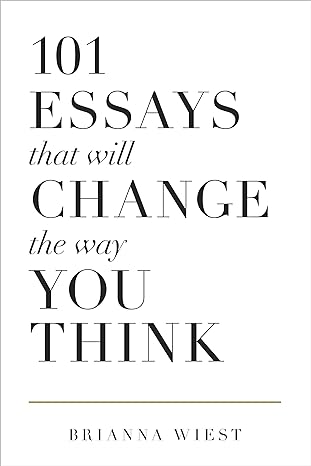 101
ESSAYS
that will
CHANGE
the way
YOU
THINK
BRIANNA WIEST